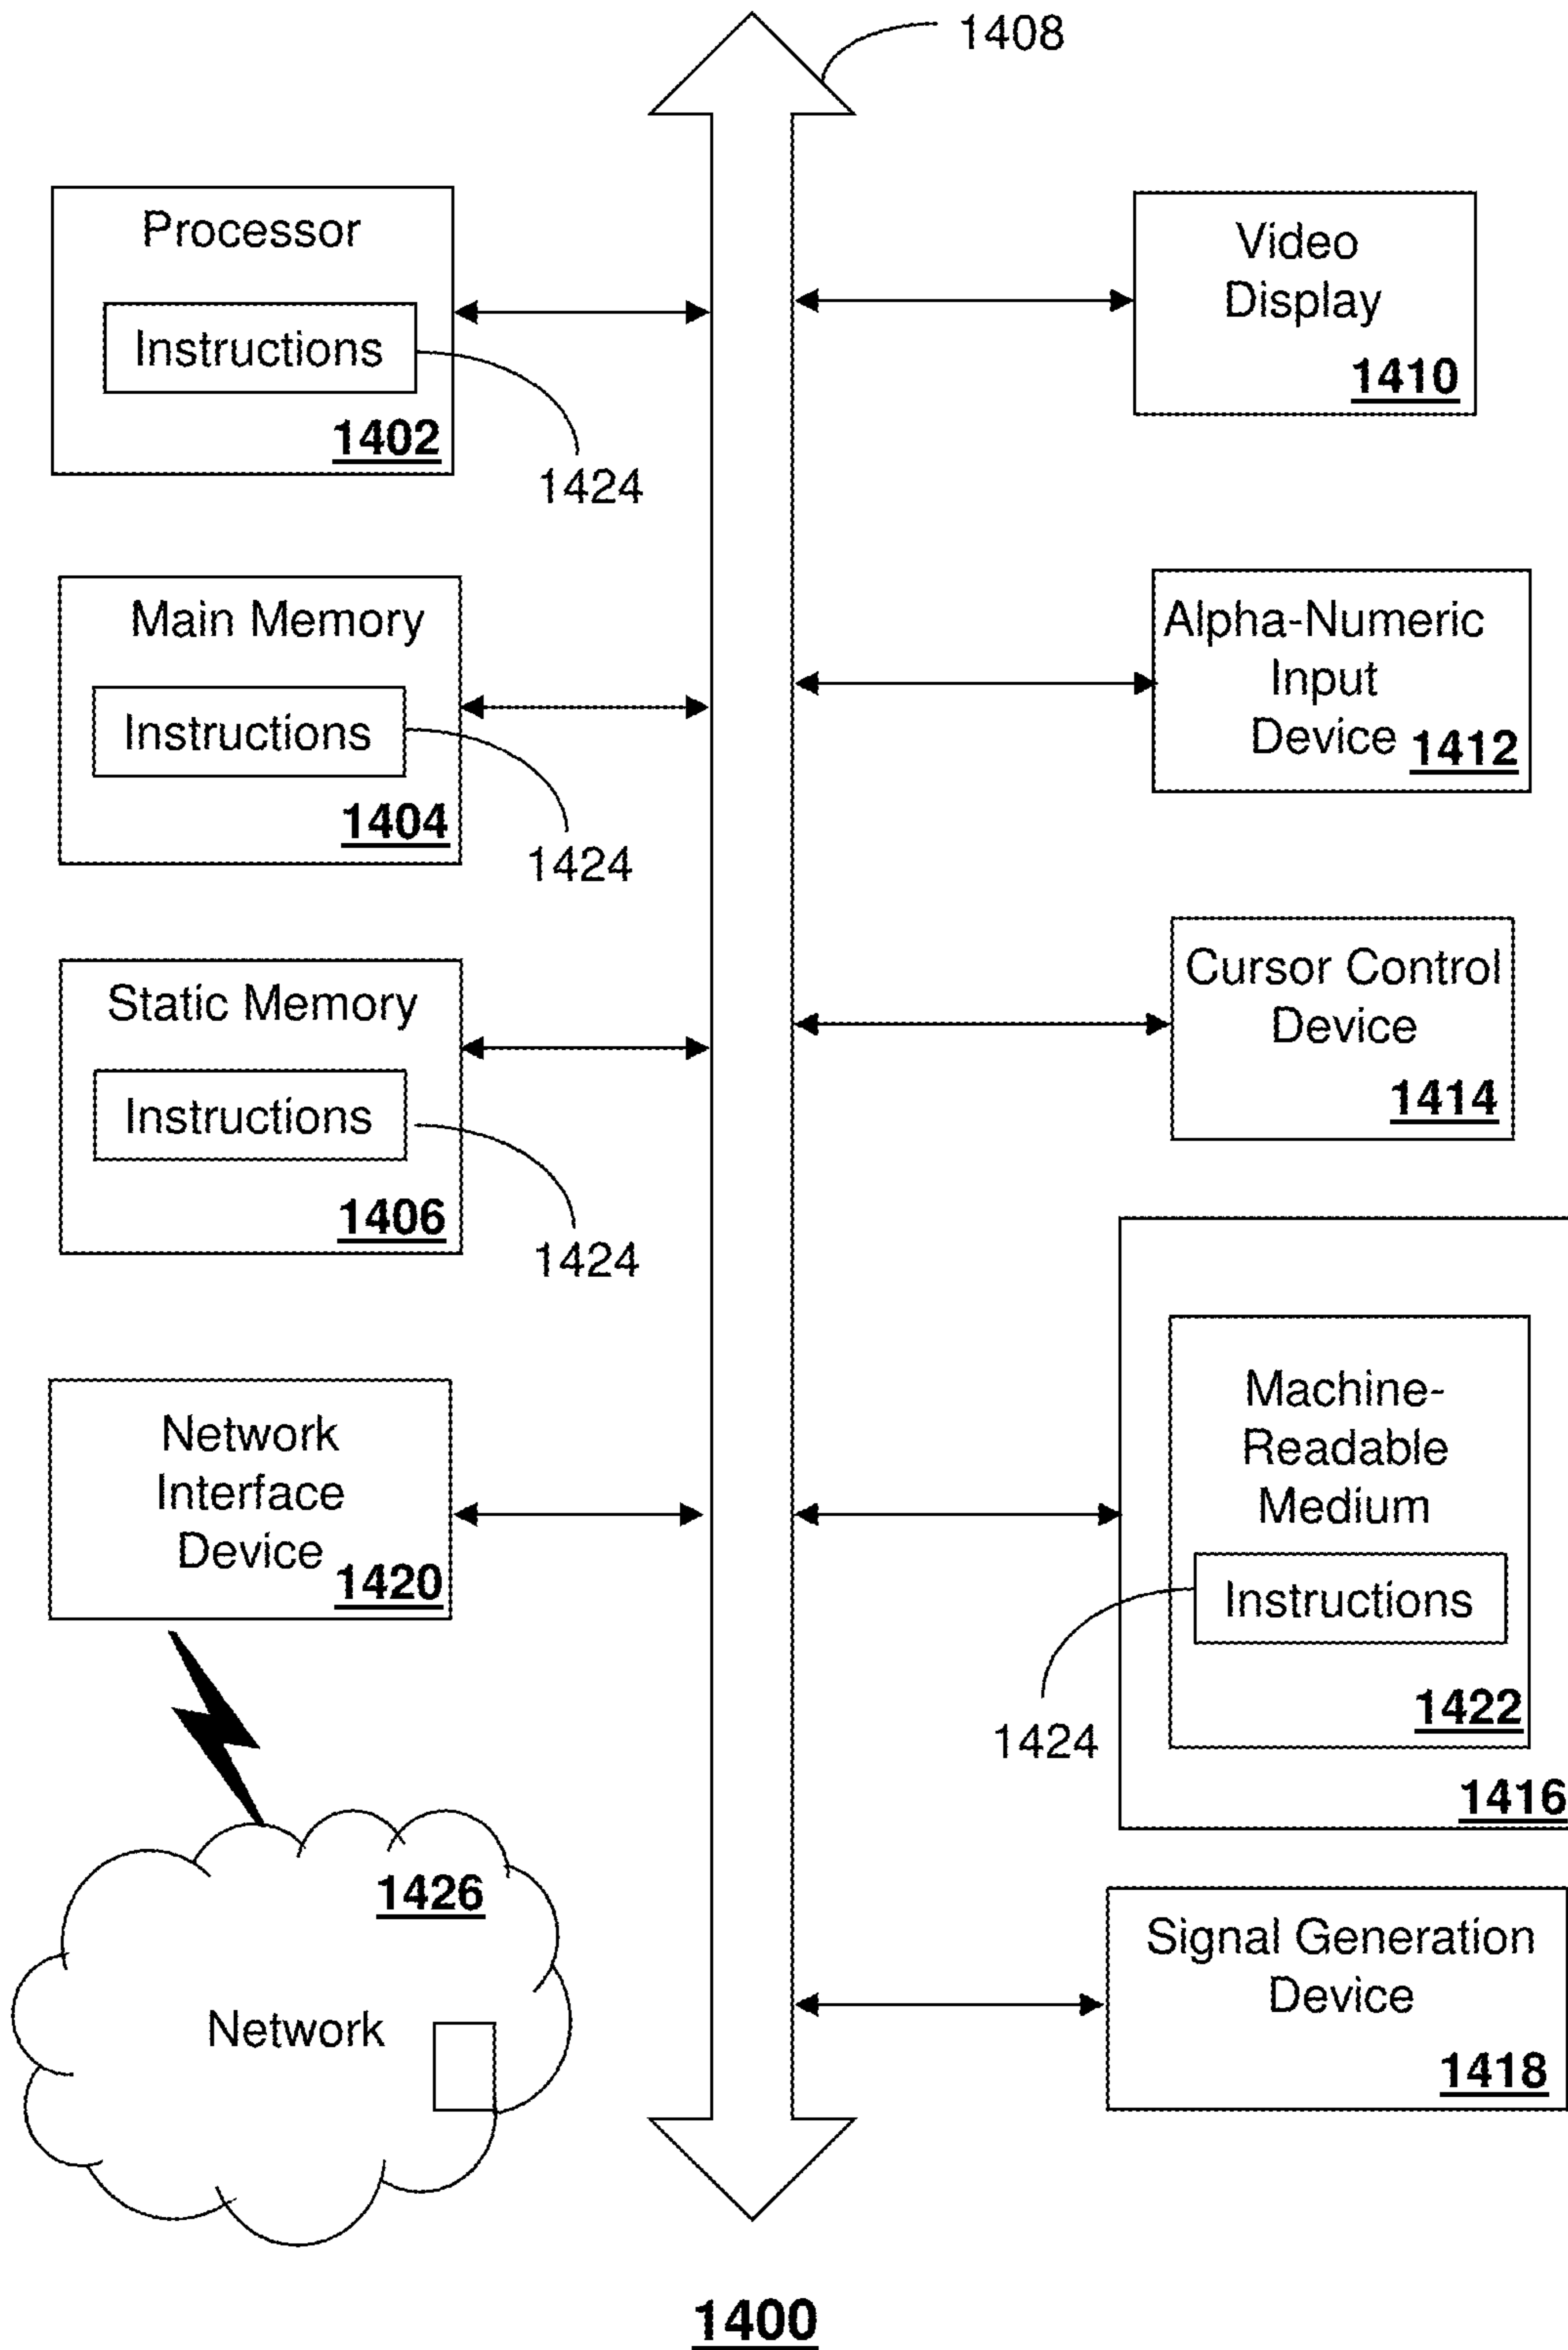 1408
Processor
Instructions
1402
1424
Main Memory
Instructions
1404
1424
Static Memory
Instructions
1406
1424
Network
Interface
Device
1420
1426
Network
Video
Display
1410
Alpha-Numeric
Input
Device 1412
Cursor Control
Device
1414
Machine-
Readable
Medium
Instructions
1424
1422
1416
Signal Generation
Device
1418
1400